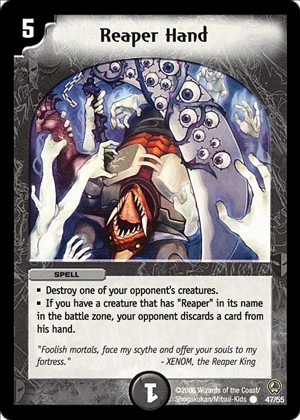 5
Reaper Hand
SPELL
▪ Destroy one of your opponent's creatures.
▪ If you have a creature that has "Reaper" in its name
in the battle zone, your opponent discards a card from
his hand.
"Foolish mortals, face my scythe and offer your souls to my
fortress."
- XENOM, the Reaper King
1
©2006 Wizards of the Coast/
Shogakukan/Mitsui-Kids
47/55